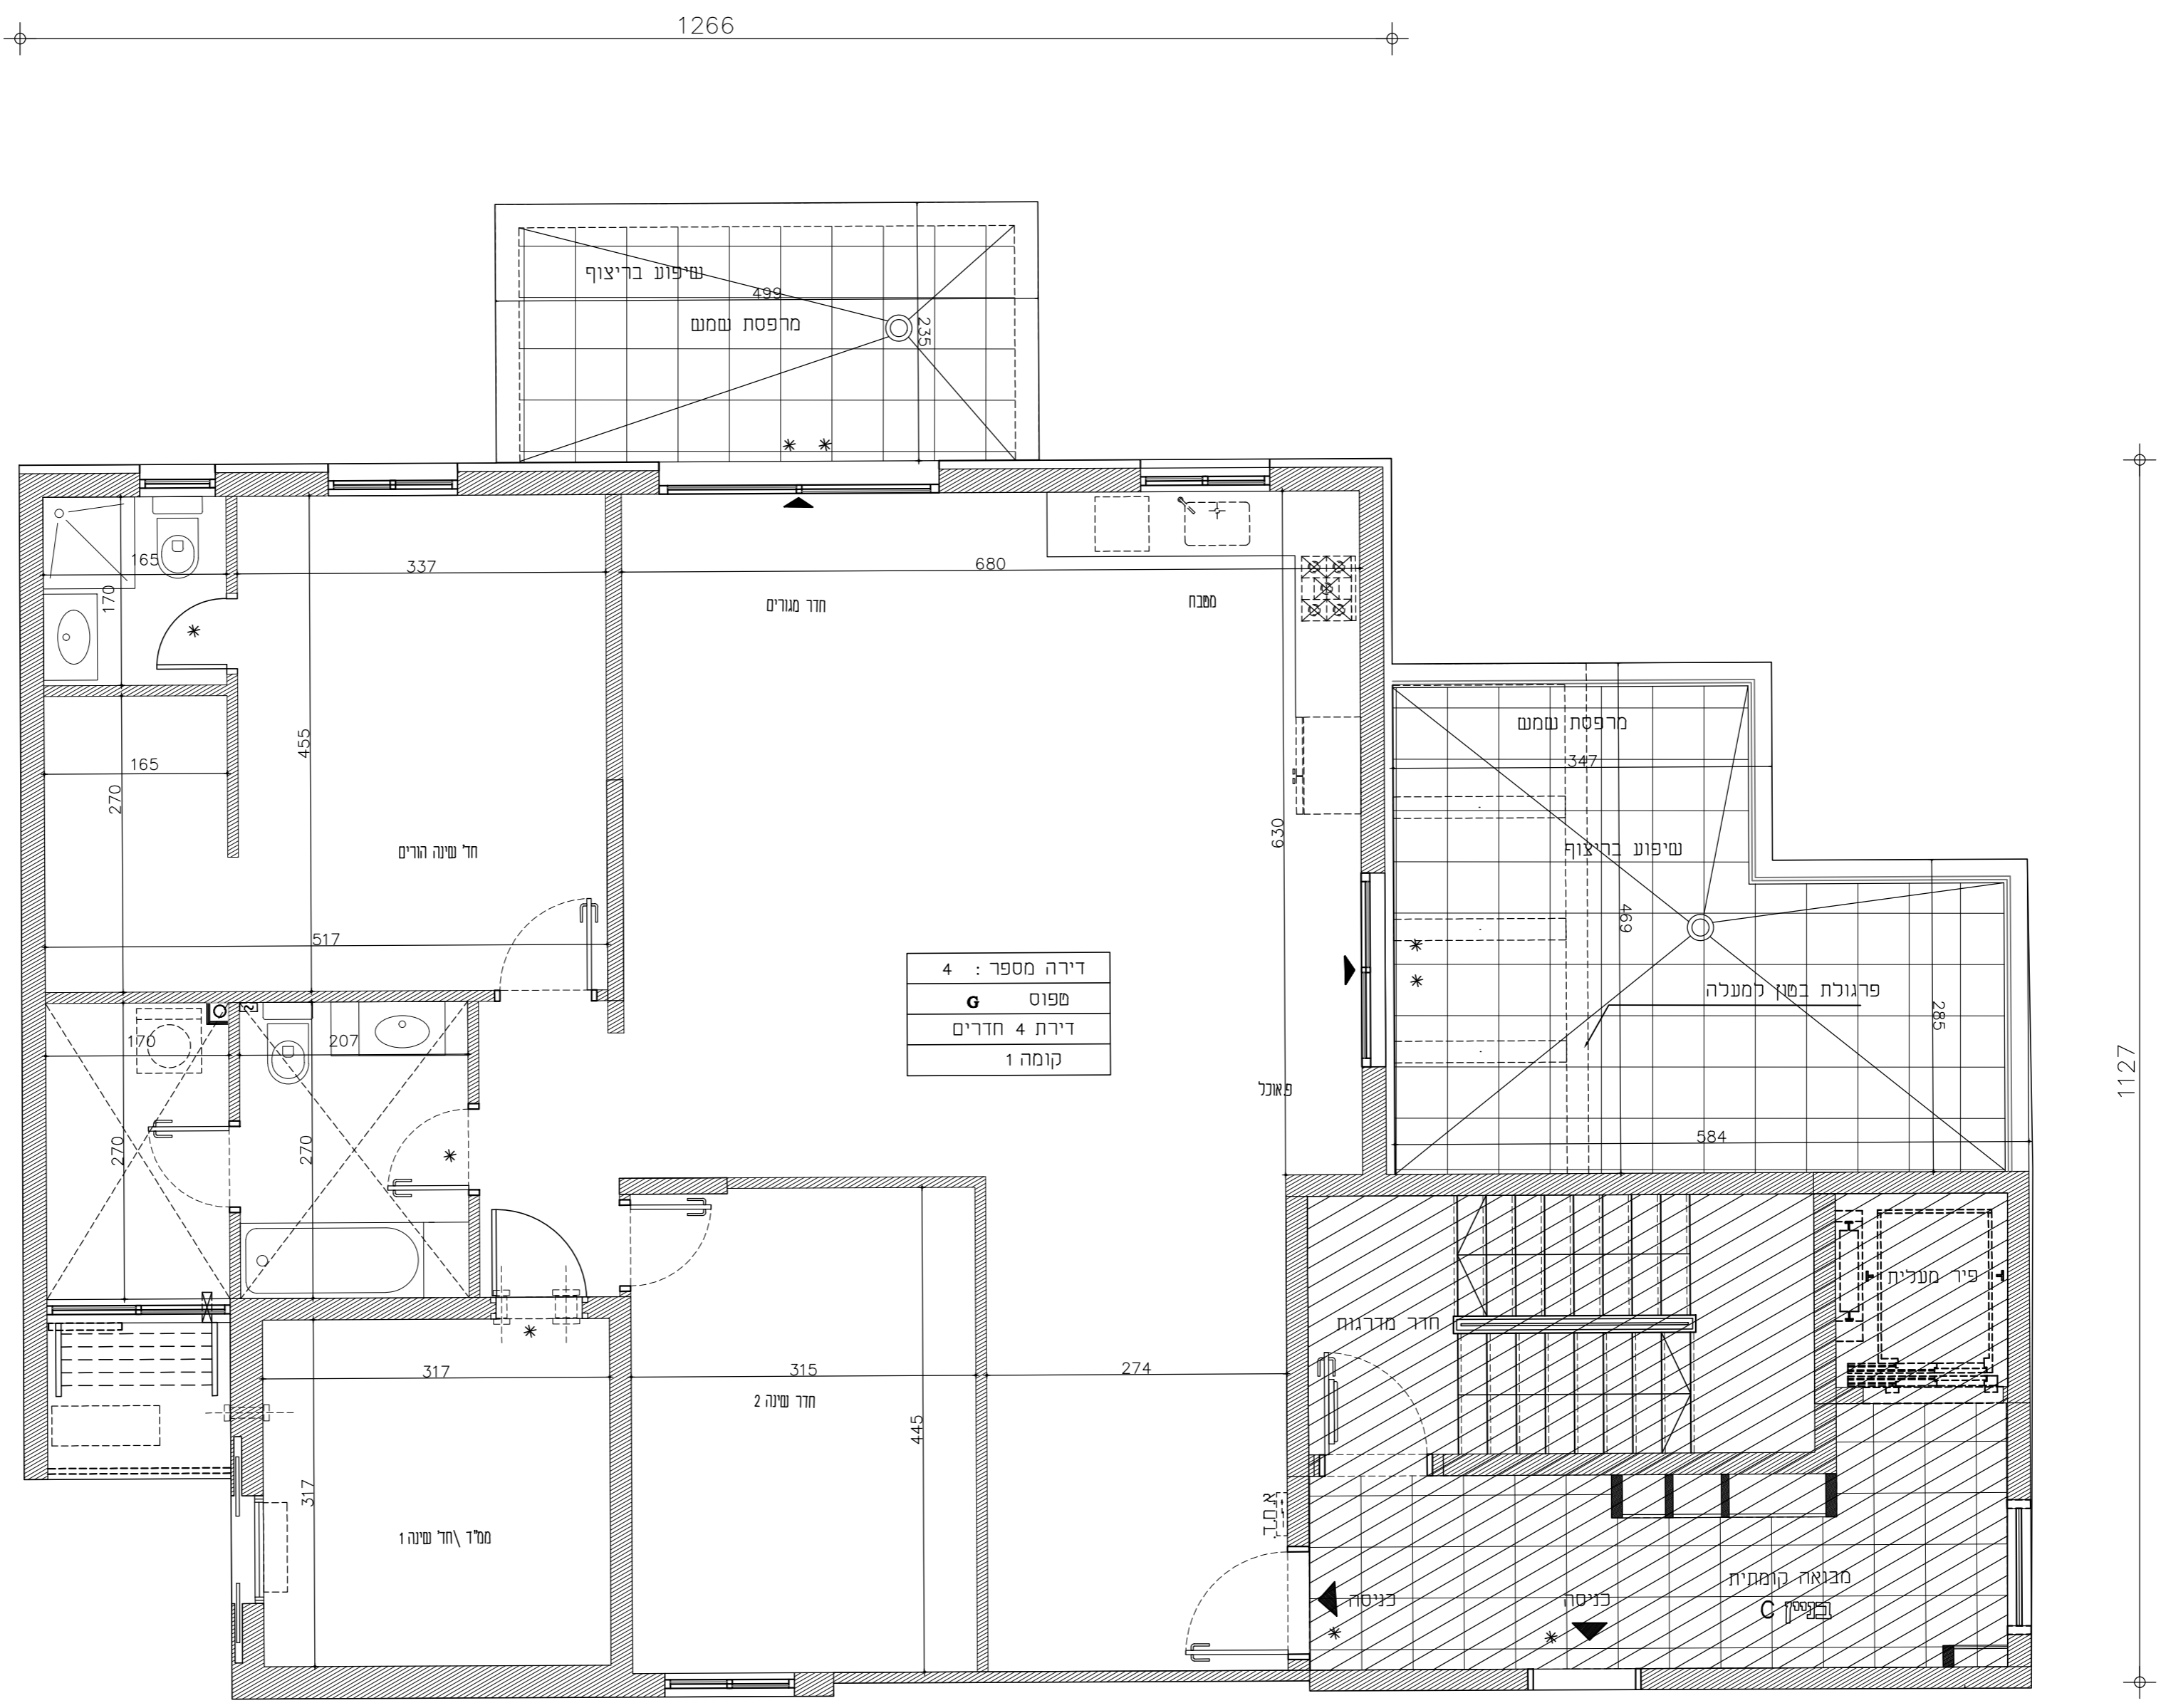 1266
שיפוע בריצוף
499
מרפסת שמש
235
165
337
680
170
חדר מגורים
מטבח
455
165
270
מרפסת שמש
347
630
חד' שינה הורים
שיפוע בריצוף
469
517
דירה מספר : 4
טפוס G
דירת 4 חדרים
קומה 1
פרגולת בטון למעלה
285
170
207
פ.אוכל
1127
270
270
584
פיר מעלית
חדר מדרגות
317
315
274
חדר שינה 2
445
317
ממ"ד \חד' שינה 1
מבואה קומתית
בניין C
כניסה
כניסה